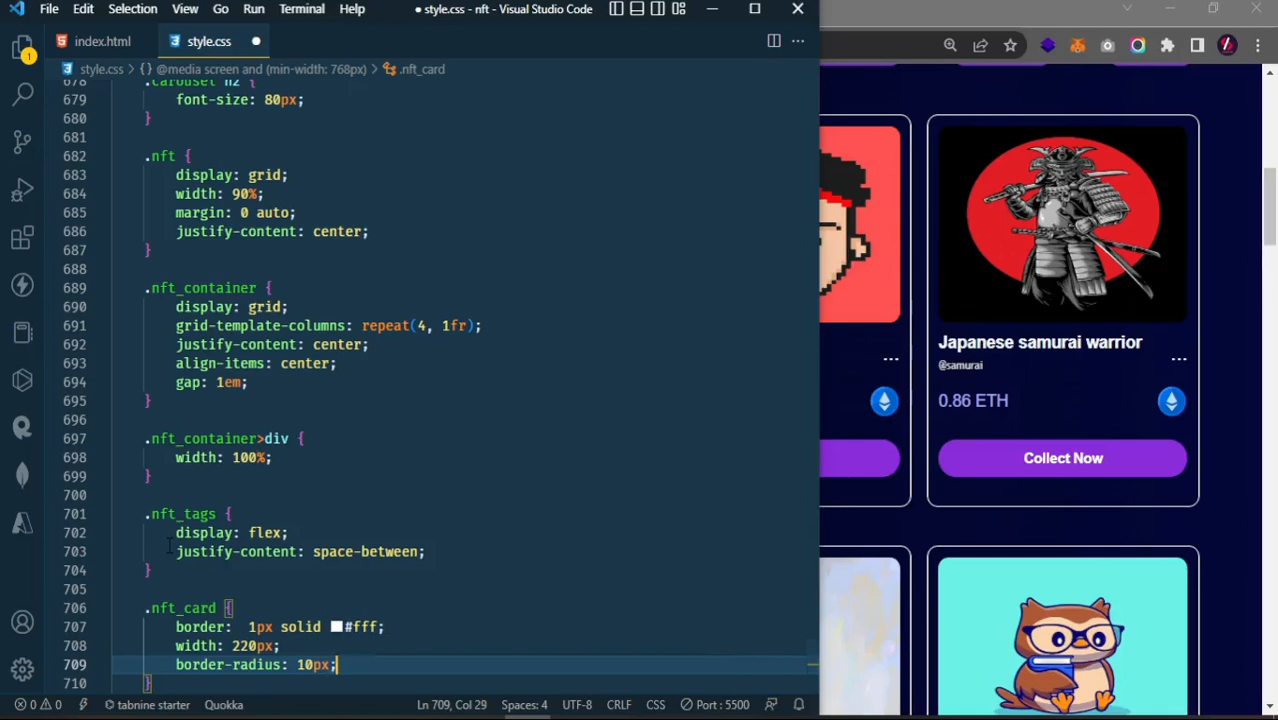 File Edit Selection View Go Run Terminal Help ● style.css - nft - Visual Studio Code
index.html style.css ●
style.css > {} @media screen and (min-width: 768px) > .nft_card
678 .carousel h2 {
679 font-size: 80px;
680 }
681
682 .nft {
683 display: grid;
684 width: 90%;
685 margin: 0 auto;
686 justify-content: center;
687 }
688
689 .nft_container {
690 display: grid;
691 grid-template-columns: repeat(4, 1fr);
692 justify-content: center;
693 align-items: center;
694 gap: 1em;
695 }
696
697 .nft_container>div {
698 width: 100%;
699 }
700
701 .nft_tags {
702 display: flex;
703 justify-content: space-between;
704 }
705
706 .nft_card {
707 border:  1px solid #fff;
708 width: 220px;
709 border-radius: 10px;
710 }
1
0 0 tabnine starter Quokka Ln 709, Col 29 Spaces: 4 UTF-8 CRLF CSS Port : 5500
Japanese samurai warrior
...
...
@samurai
0.86 ETH
Collect Now